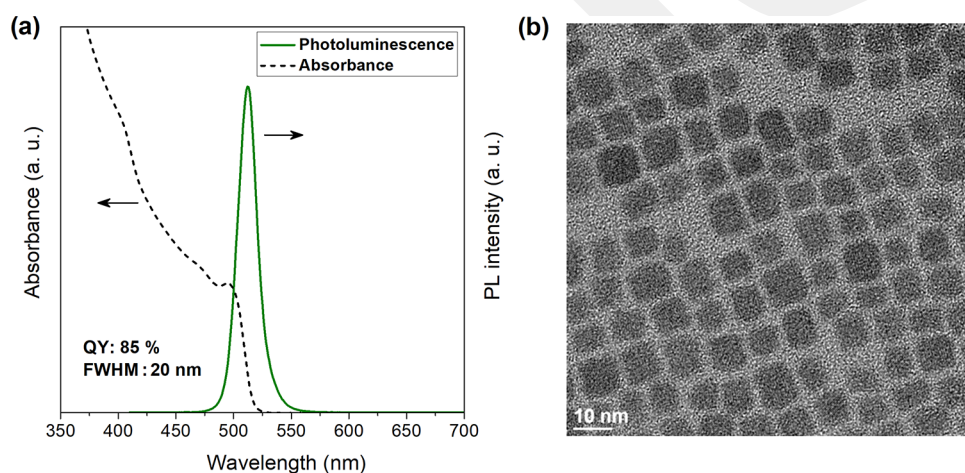 (a)
Photoluminescence
Absorbance
Absorbance (a. u.)
PL intensity (a. u.)
QY: 85 %
FWHM : 20 nm
350 400 450 500 550 600 650 700
Wavelength (nm)
(b)
10 nm